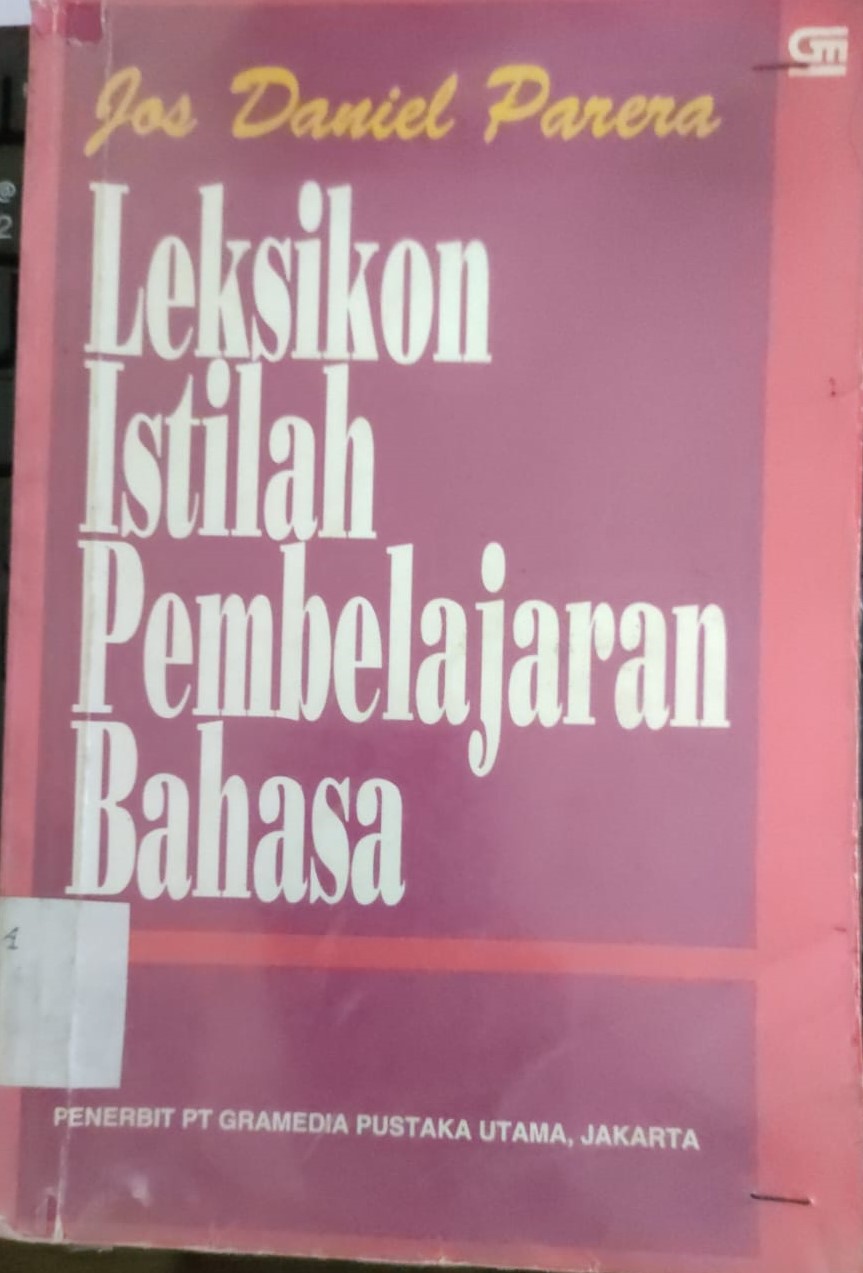 Jos Daniel Parera
Leksikon
Istilah
Pembelajaran
Bahasa
PENERBIT PT GRAMEDIA PUSTAKA UTAMA, JAKARTA